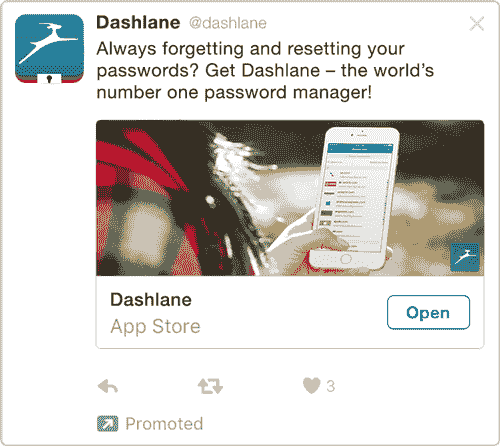 Dashlane @dashlane
Always forgetting and resetting your
passwords? Get Dashlane – the world's
number one password manager!
Dashlane
App Store
Open
3
Promoted